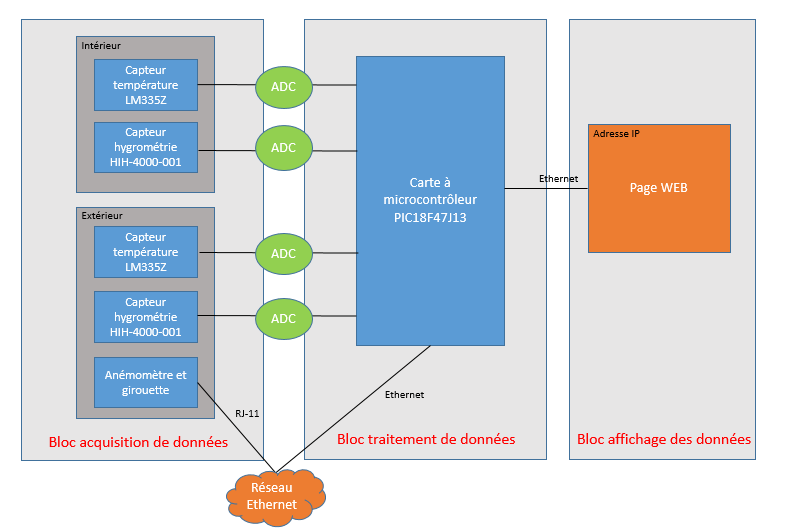 Intérieur
Capteur
température
LM335Z
ADC
Capteur
hygrométrie
HIH-4000-001
ADC
Extérieur
Capteur
température
LM335Z
ADC
Capteur
hygrométrie
HIH-4000-001
ADC
Anémomètre et
girouette
RJ-11
Bloc acquisition de données
Carte à
microcontrôleur
PIC18F47J13
Ethernet
Ethernet
Bloc traitement de données
Adresse IP
Page WEB
Bloc affichage des données
Réseau
Ethernet